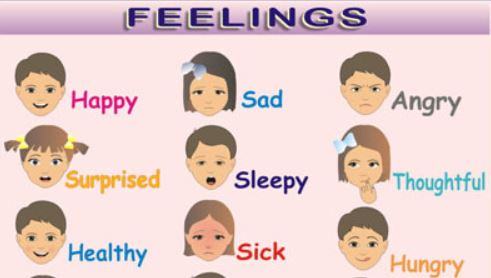 FEELINGS
Happy
Sad
Angry
Surprised
Sleepy
Thoughtful
Healthy
Sick
Hungry